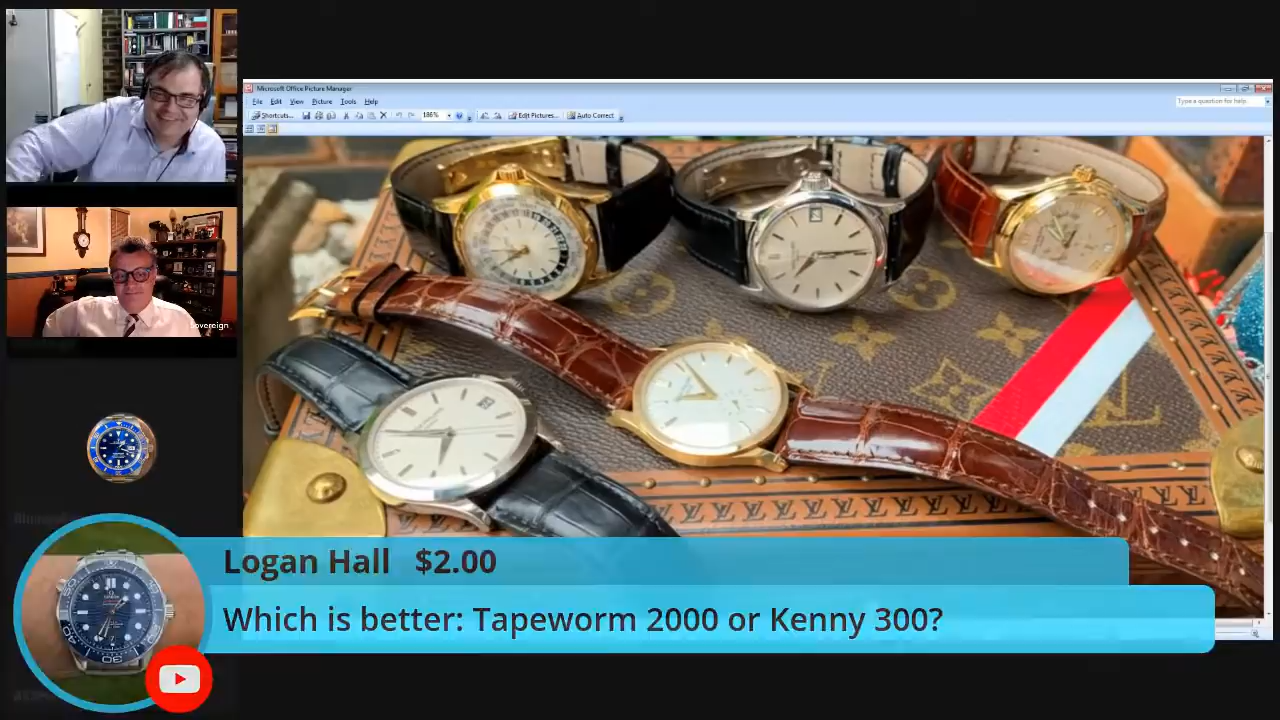 Microsoft Office Picture Manager
File Edit View Picture Tools Help
Type a question for help
Shortcuts... 186% Edit Pictures... Auto Correct
Sovereign
Logan Hall $2.00
Which is better: Tapeworm 2000 or Kenny 300?